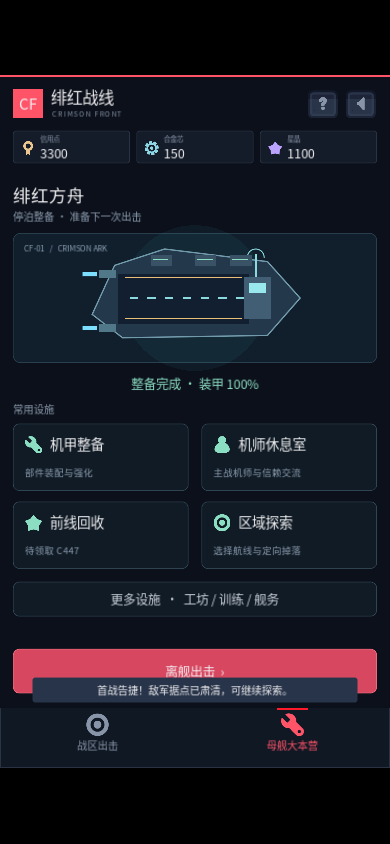 CF
绯红战线
CRIMSON FRONT
?
信用点
3300
合金芯
150
星晶
1100
绯红方舟
停泊整备 · 准备下一次出击
CF-01 / CRIMSON ARK
整备完成 · 装甲 100%
常用设施
机甲整备
部件装配与强化
机师休息室
主战机师与信赖交流
前线回收
待领取 C447
区域探索
选择航线与定向掉落
更多设施 · 工坊 / 训练 / 舰务
离舰出击 ›
首战告捷！敌军据点已肃清，可继续探索。
战区出击
母舰大本营